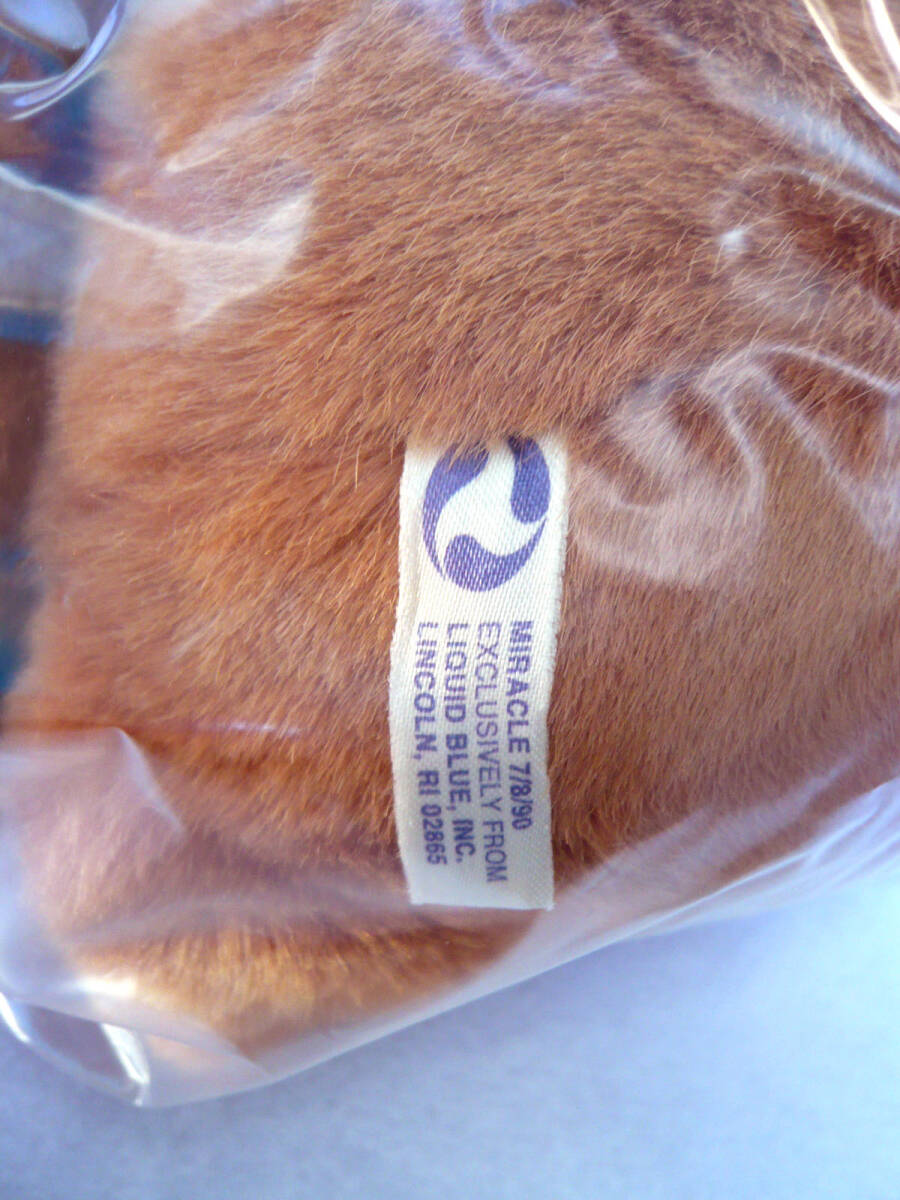 MIRACLE 7/8/90
EXCLUSIVELY FROM
LIQUID BLUE, INC.
LINCOLN, RI 02865